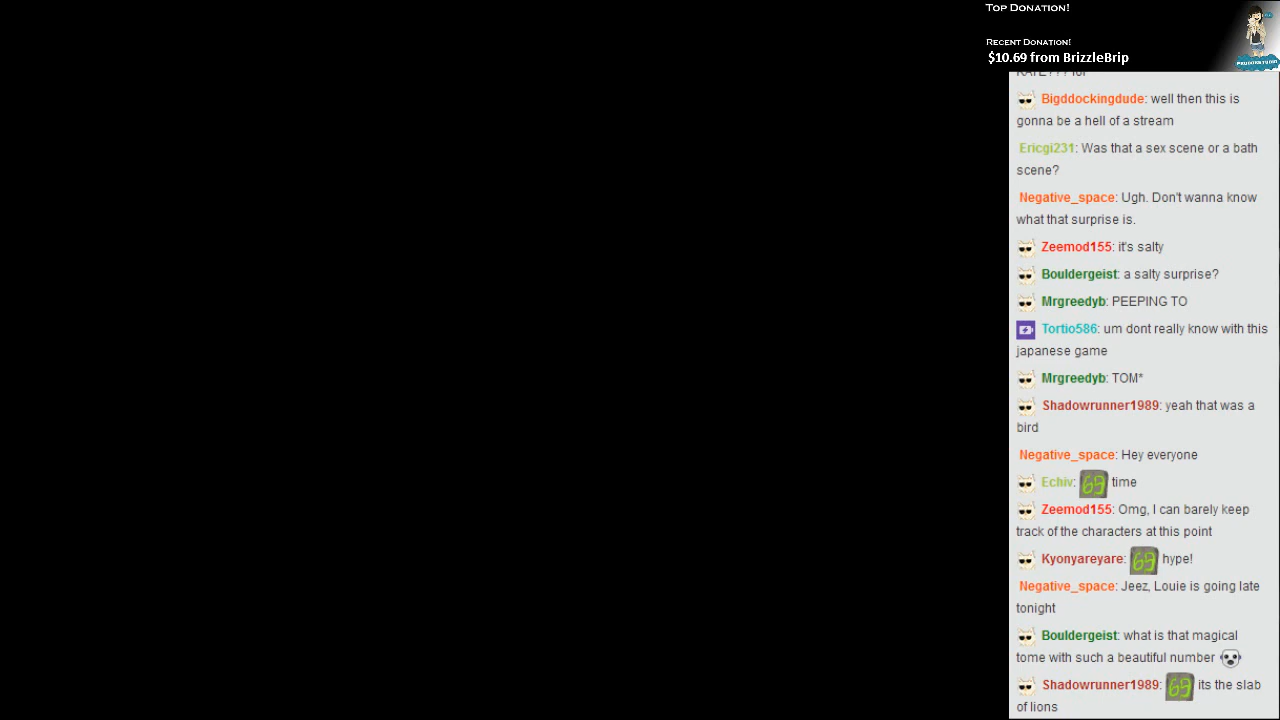 Top Donation!
Recent Donation!
$10.69 from BrizzleBrip
Bigddockingdude: well then this is
gonna be a hell of a stream
Ericgi231: Was that a sex scene or a bath
scene?
Negative_space: Ugh. Don't wanna know
what that surprise is.
Zeemod155: it's salty
Bouldergeist: a salty surprise?
Mrgreedyb: PEEPING TO
Tortio586: um dont really know with this
japanese game
Mrgreedyb: TOM*
Shadowrunner1989: yeah that was a
bird
Negative_space: Hey everyone
Echiv: 69 time
Zeemod155: Omg, I can barely keep
track of the characters at this point
Kyonyareyare: 69 hype!
Negative_space: Jeez, Louie is going late
tonight
Bouldergeist: what is that magical
tome with such a beautiful number
Shadowrunner1989: 69 its the slab
of lions